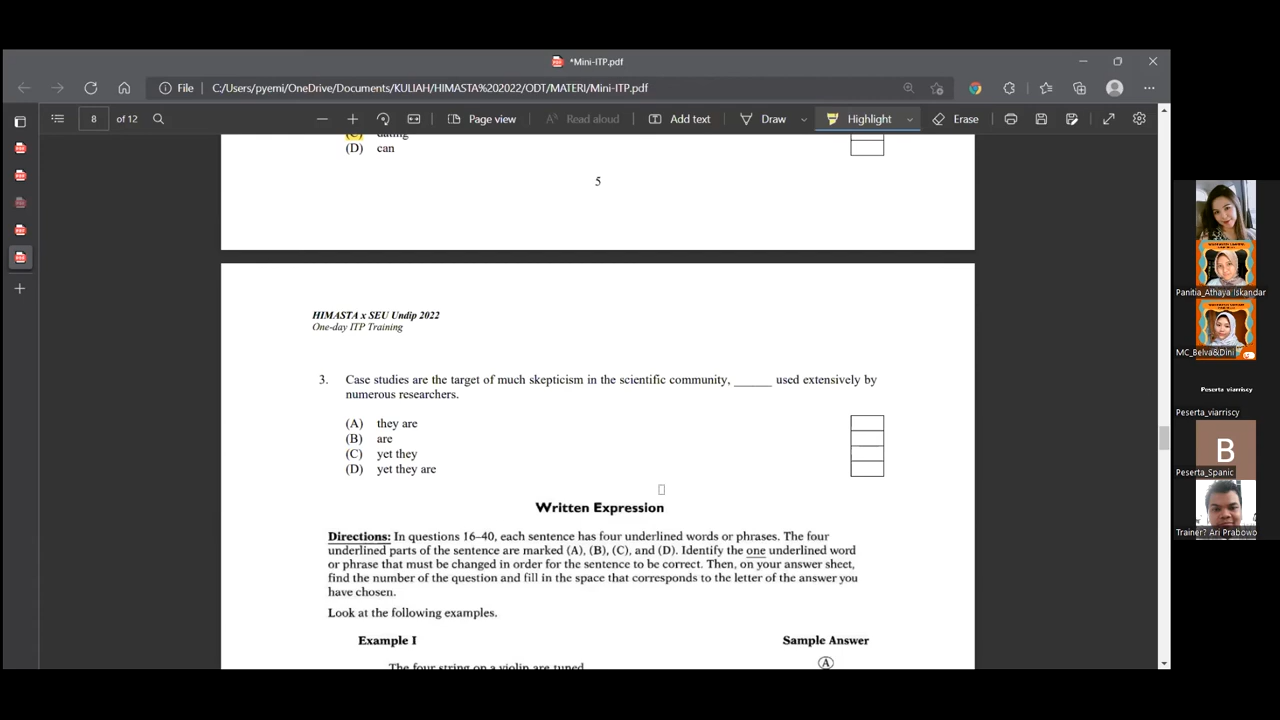 *Mini-ITP.pdf
File C:/Users/pyemi/OneDrive/Documents/KULIAH/HIMASTA%202022/ODT/MATERI/Mini-ITP.pdf
8 of 12 Page view Read aloud Add text Draw Highlight Erase
(C) dating
(D) can
5
HIMASTA x SEU Undip 2022
One-day ITP Training
3. Case studies are the target of much skepticism in the scientific community, ______ used extensively by
numerous researchers.
(A) they are
(B) are
(C) yet they
(D) yet they are
Written Expression
Directions: In questions 16–40, each sentence has four underlined words or phrases. The four
underlined parts of the sentence are marked (A), (B), (C), and (D). Identify the one underlined word
or phrase that must be changed in order for the sentence to be correct. Then, on your answer sheet,
find the number of the question and fill in the space that corresponds to the letter of the answer you
have chosen.
Look at the following examples.
Example I Sample Answer
The four string on a violin are tuned
A
Panitia_Athaya Iskandar
MC_Belva&Dini
Peserta viarriscy
Peserta_viarriscy
B
Peserta_Spanic
Trainer? Ari Prabowo